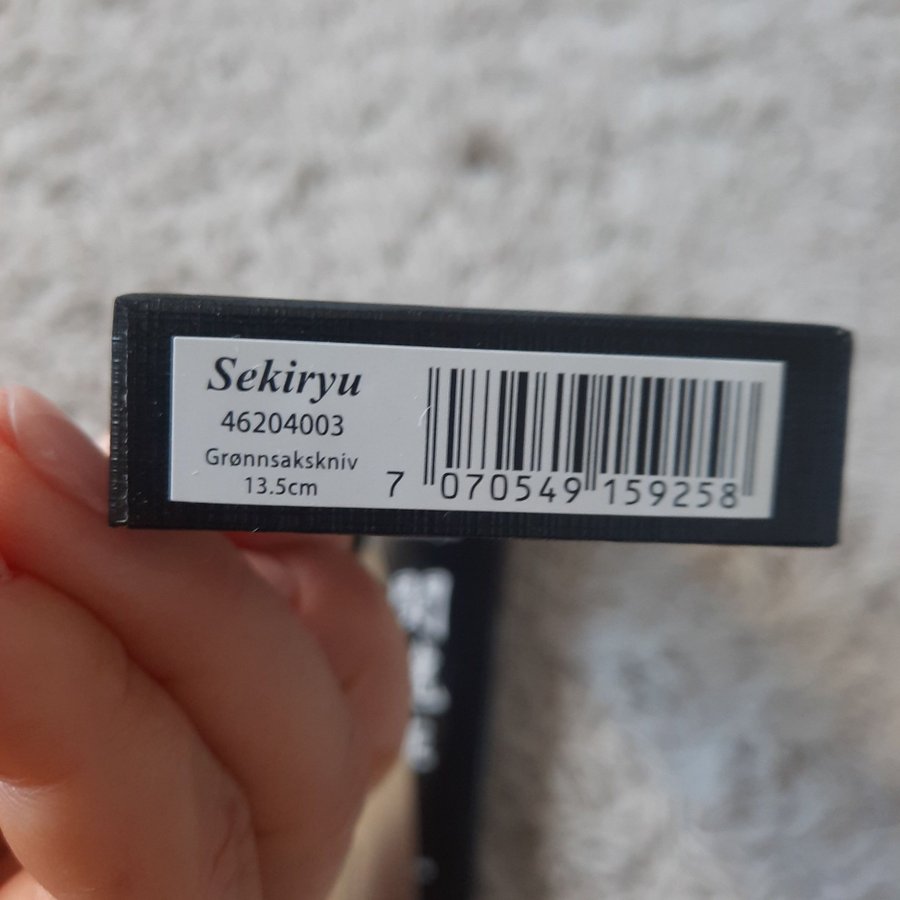 Sekiryu
46204003
Grønnsakskniv
13.5cm
7 070549 159258